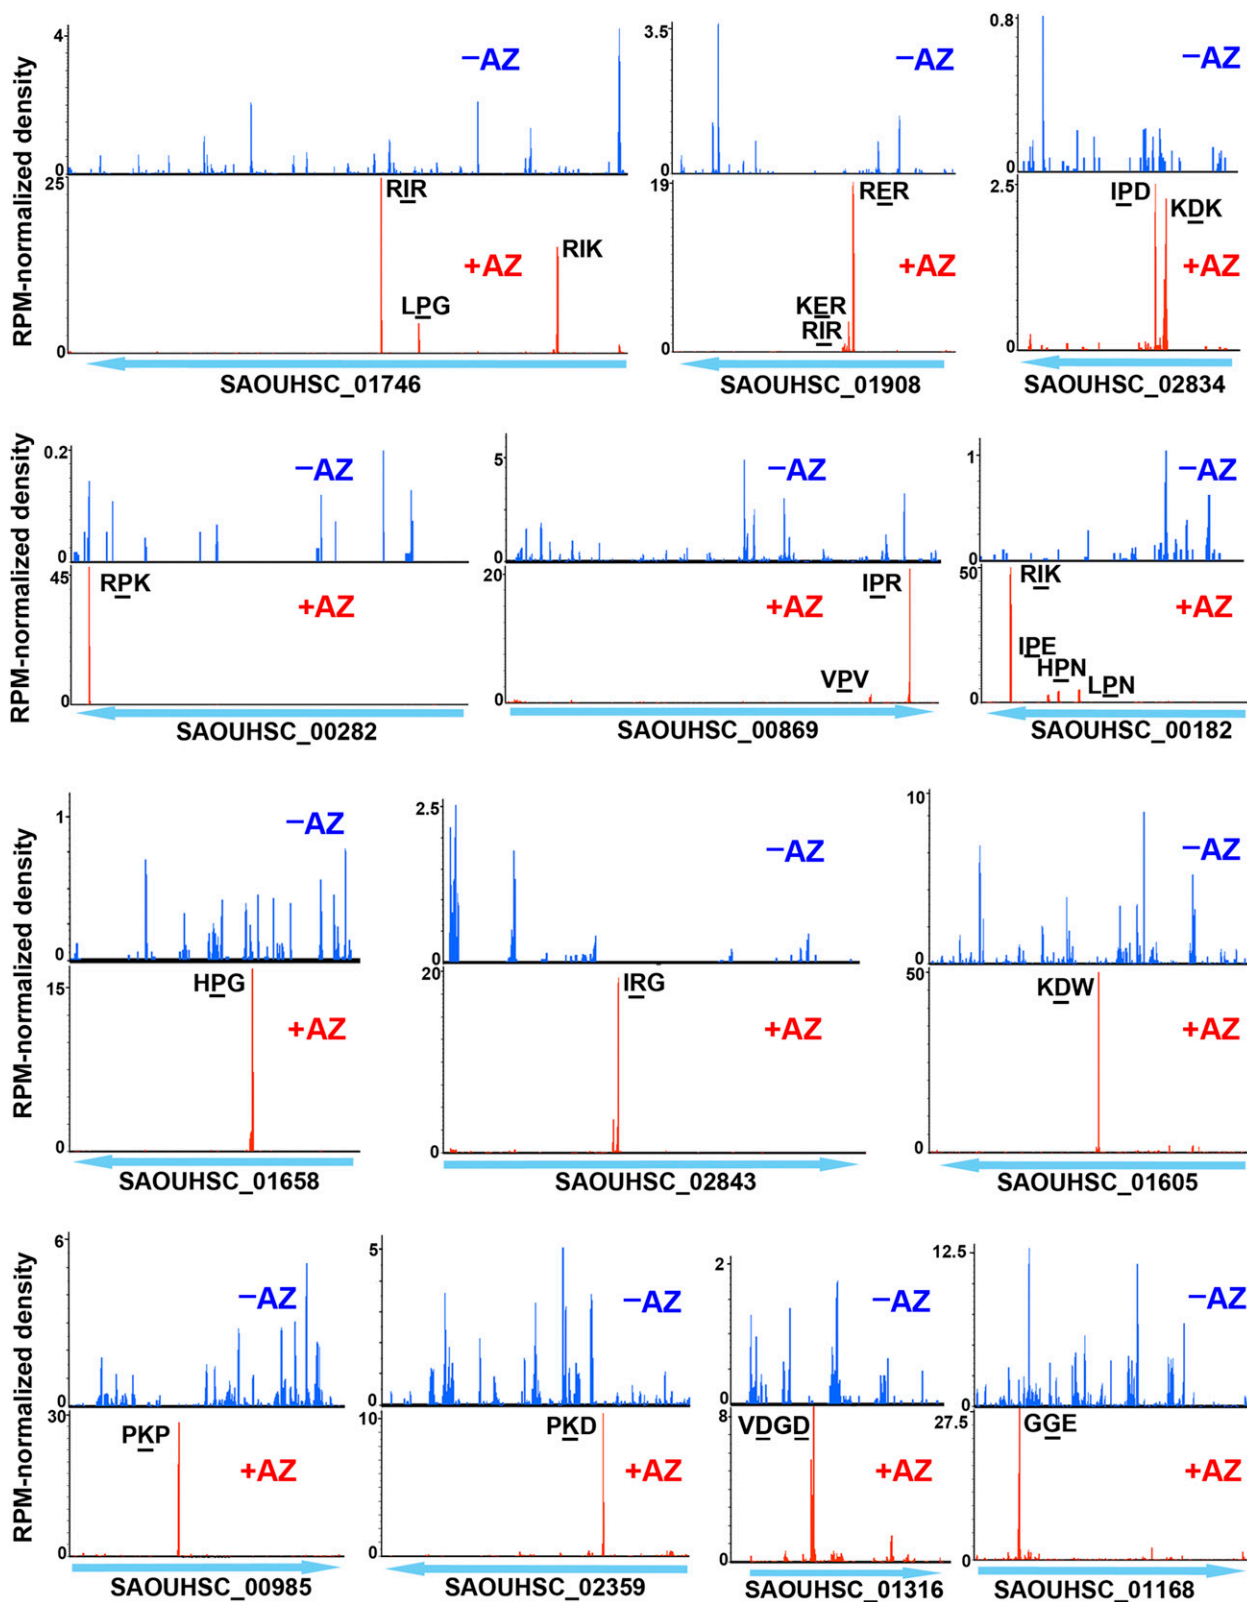 RPM-normalized density
4
−AZ
0
25
RIR
RIK
+AZ
LPG
0
SAOUHSC_01746
3.5
−AZ
0
19
RER
+AZ
KER
RIR
0
SAOUHSC_01908
0.8
−AZ
0
2.5
IPD
KDK
+AZ
0
SAOUHSC_02834
RPM-normalized density
0.2
−AZ
0
45
RPK
+AZ
0
SAOUHSC_00282
5
−AZ
0
20
IPR
+AZ
VPV
0
SAOUHSC_00869
1
−AZ
0
50
RIK
+AZ
IPE
HPN
LPN
0
SAOUHSC_00182
RPM-normalized density
1
−AZ
0
15
HPG
+AZ
0
SAOUHSC_01658
2.5
−AZ
0
20
IRG
+AZ
0
SAOUHSC_02843
10
−AZ
0
50
KDW
+AZ
0
SAOUHSC_01605
RPM-normalized density
6
−AZ
0
30
PKP
+AZ
0
SAOUHSC_00985
5
−AZ
0
10
PKD
+AZ
0
SAOUHSC_02359
2
−AZ
0
8
VDGD
+AZ
0
SAOUHSC_01316
12.5
−AZ
0
27.5
GGE
+AZ
0
SAOUHSC_01168